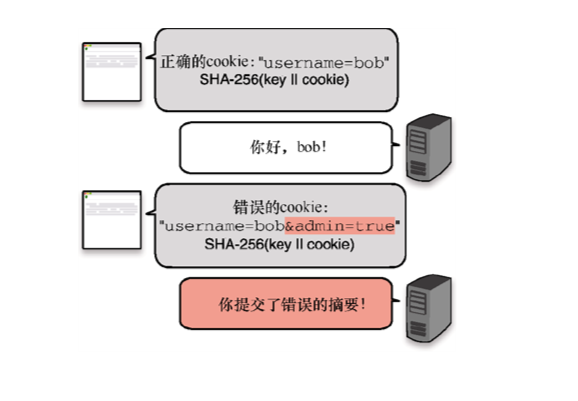 正确的cookie："username=bob"
SHA-256(key || cookie)
你好，bob！
错误的cookie：
"username=bob&admin=true"
SHA-256(key || cookie)
你提交了错误的摘要！